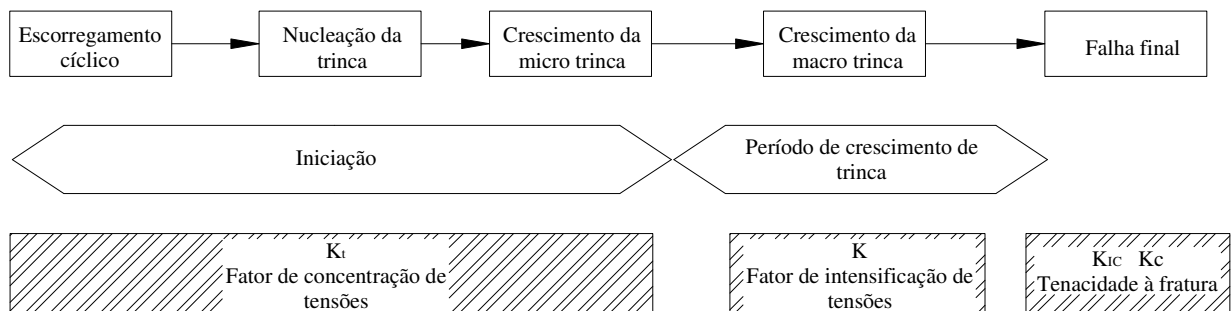 Escorregamento
cíclico
Nucleação da
trinca
Crescimento da
micro trinca
Crescimento da
macro trinca
Falha final
Iniciação
Período de crescimento de
trinca
Kt
Fator de concentração de
tensões
K
Fator de intensificação de
tensões
KIC KC
Tenacidade à fratura